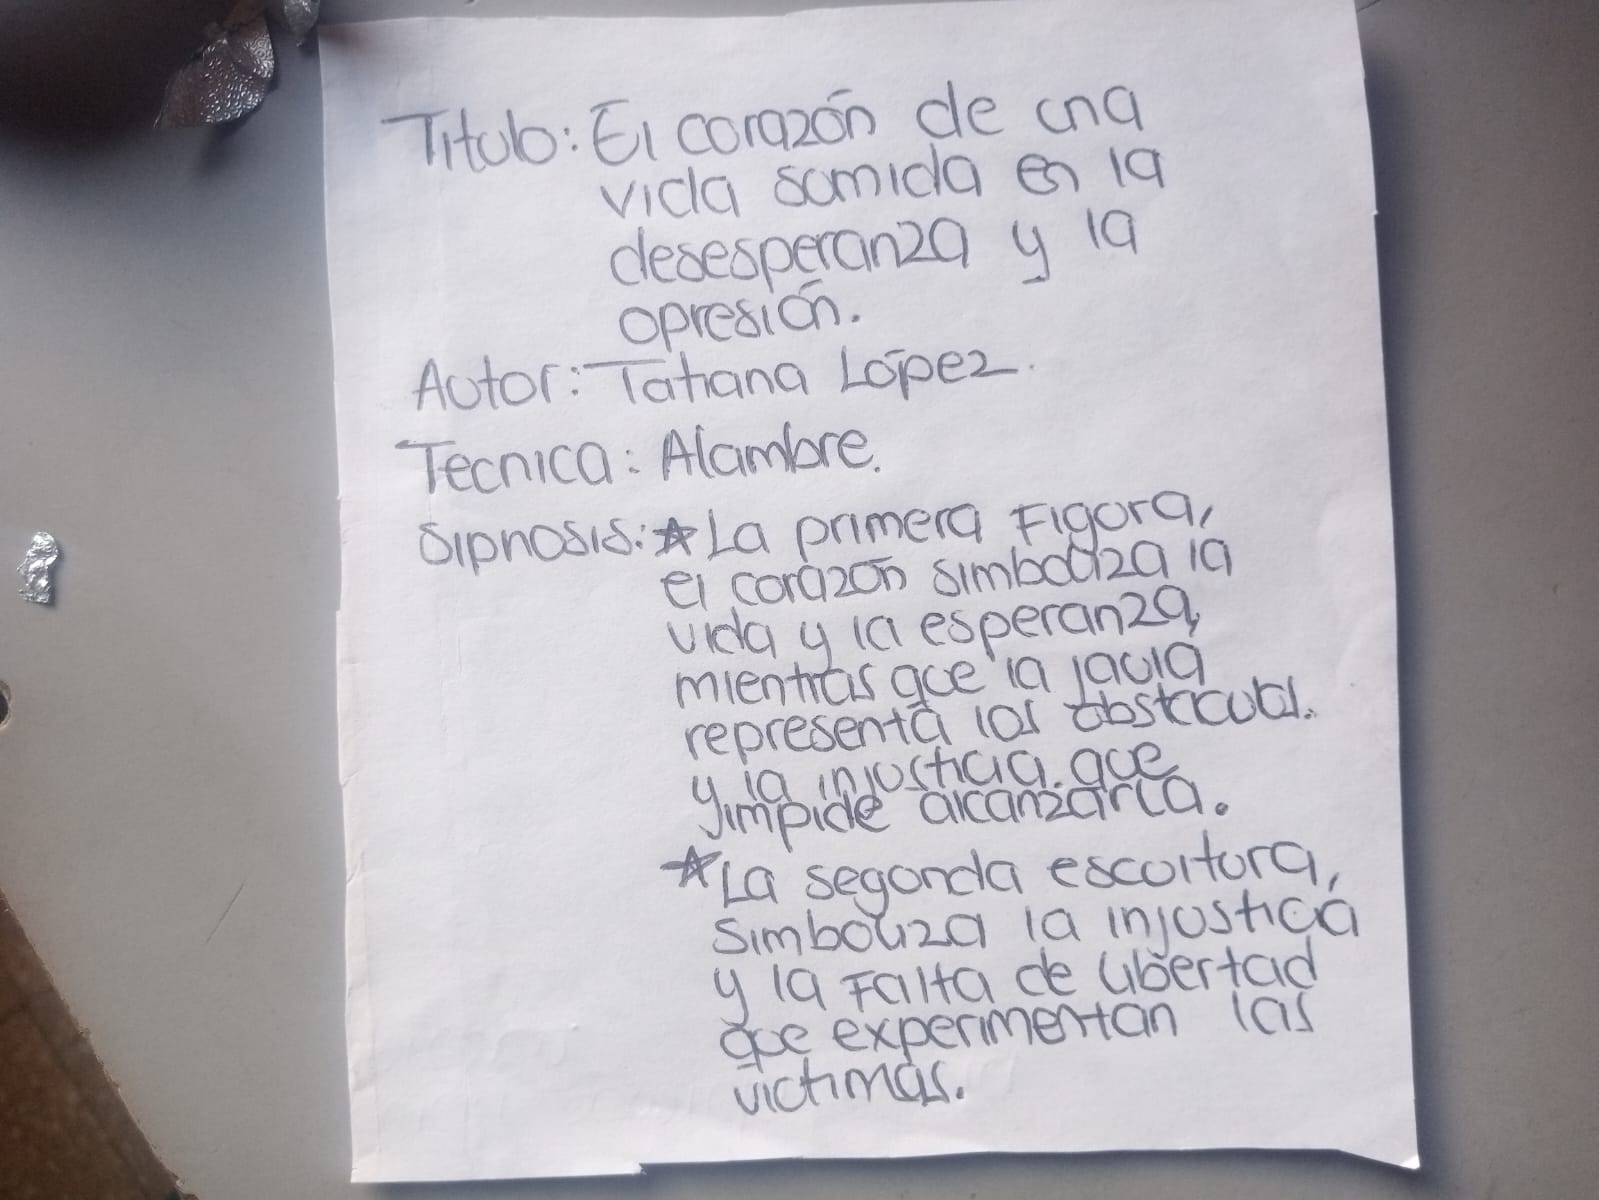 Titulo: El corazón de una
vida sumida en la
desesperanza y la
opresión.
Autor: Tatiana López.
Tecnica: Alambre.
Sipnosis: ☆ La primera Figura,
el corazón simboliza la
vida y la esperanza,
mientras que la jaula
representa los obstaculos.
y la injusticia. que
impide alcanzarla.
☆ La segunda escultura,
simboliza la injusticia
y la Falta de libertad
que experimentan las
victimas.